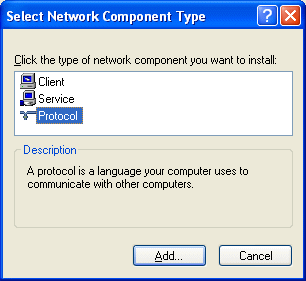 Select Network Component Type
Click the type of network component you want to install:
Client
Service
Protocol
Description
A protocol is a language your computer uses to
communicate with other computers.
Add...
Cancel